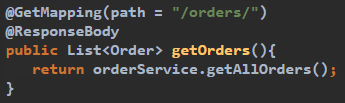 @GetMapping(path = "/orders/")
@ResponseBody
public List<Order> getOrders(){
    return orderService.getAllOrders();
}